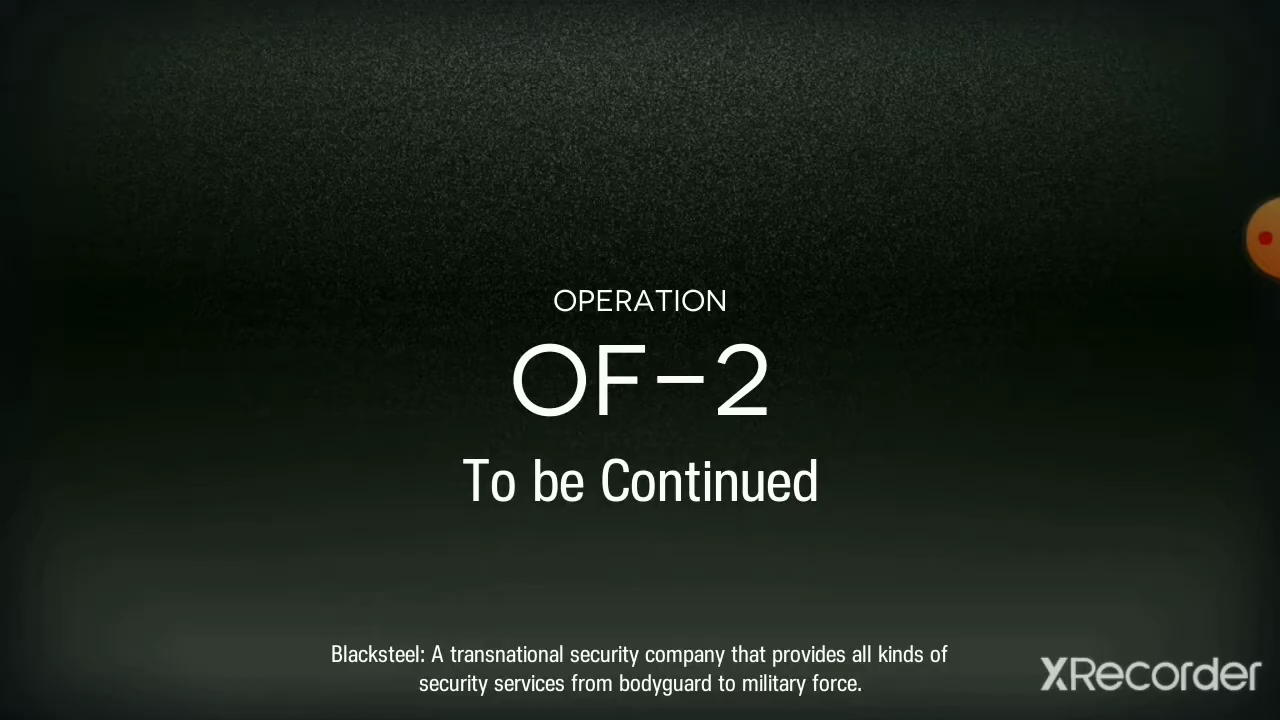 OPERATION
OF-2
To be Continued
Blacksteel: A transnational security company that provides all kinds of
security services from bodyguard to military force.
XRecorder